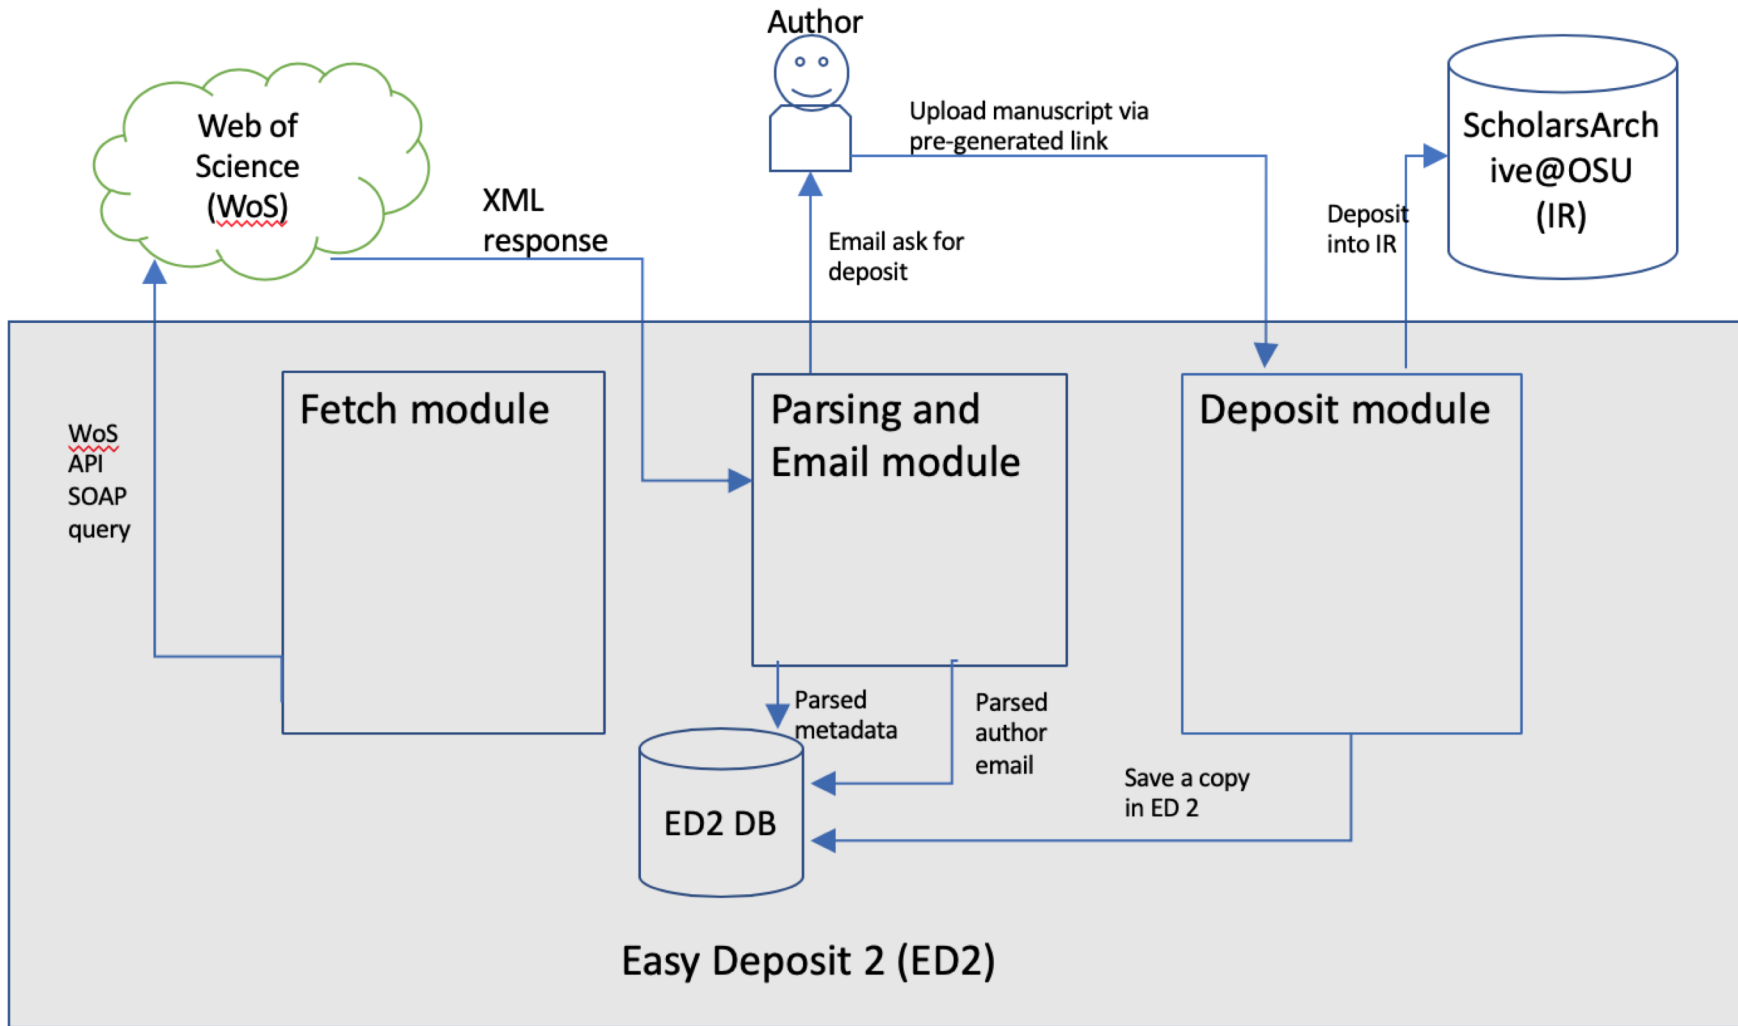 Author
Web of
Science
(WoS)
Upload manuscript via
pre-generated link
ScholarsArch
ive@OSU
(IR)
XML
response
Email ask for
deposit
Deposit
into IR
Fetch module
Parsing and
Email module
Deposit module
WoS
API
SOAP
query
Parsed
metadata
Parsed
author
email
Save a copy
in ED 2
ED2 DB
Easy Deposit 2 (ED2)